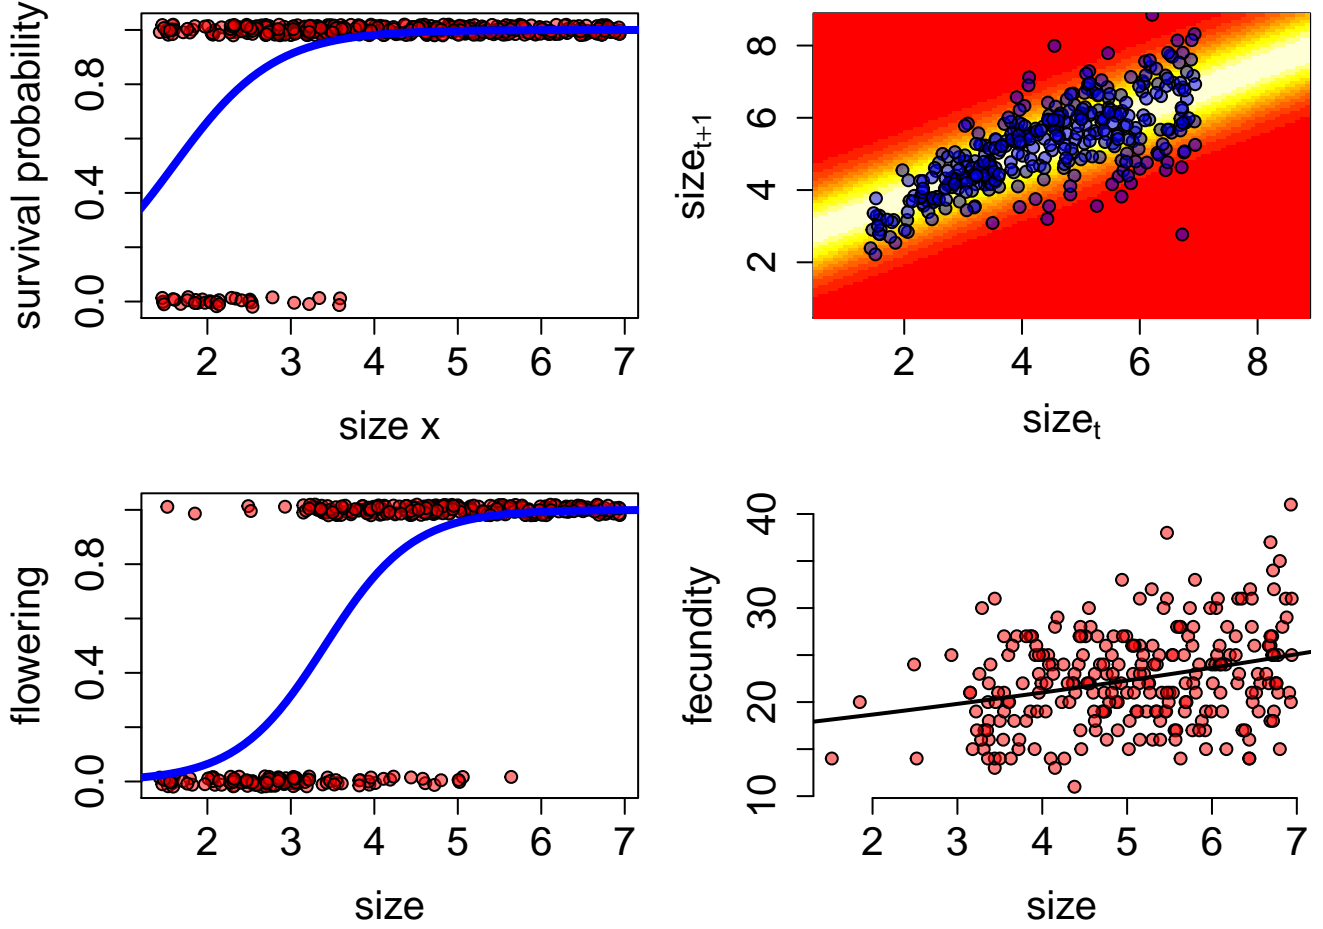 survival probability
0.0 0.4 0.8
2 3 4 5 6 7
size x
size_{t+1}
2 4 6 8
2 4 6 8
size_t
flowering
0.0 0.4 0.8
2 3 4 5 6 7
size
fecundity
10 20 30 40
2 3 4 5 6 7
size